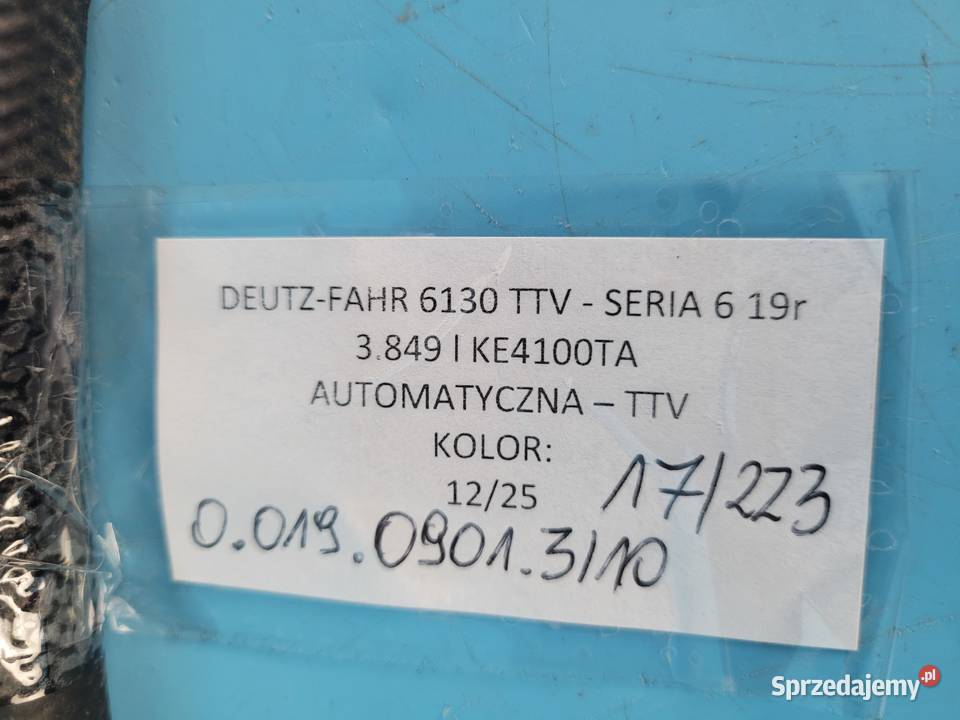 DEUTZ-FAHR 6130 TTV - SERIA 6 19r
3.849 l KE4100TA
AUTOMATYCZNA – TTV
KOLOR:
12/25 17/223
0.019.0901.3/10
Sprzedajemy.pl